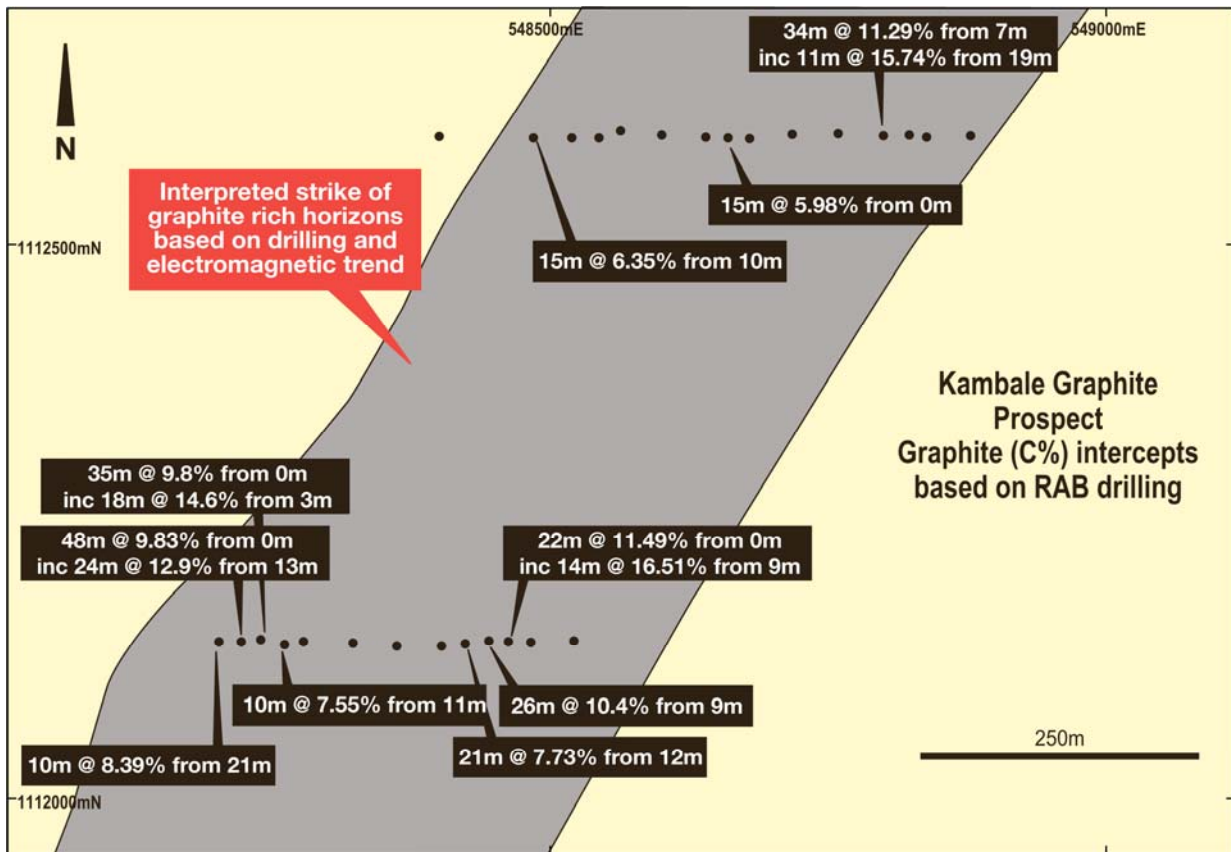 548500mE
34m @ 11.29% from 7m
inc 11m @ 15.74% from 19m
549000mE
N
Interpreted strike of
graphite rich horizons
based on drilling and
electromagnetic trend
15m @ 5.98% from 0m
1112500mN
15m @ 6.35% from 10m
Kambale Graphite
Prospect
Graphite (C%) intercepts
based on RAB drilling
35m @ 9.8% from 0m
inc 18m @ 14.6% from 3m
48m @ 9.83% from 0m
inc 24m @ 12.9% from 13m
22m @ 11.49% from 0m
inc 14m @ 16.51% from 9m
10m @ 7.55% from 11m
26m @ 10.4% from 9m
21m @ 7.73% from 12m
10m @ 8.39% from 21m
250m
1112000mN